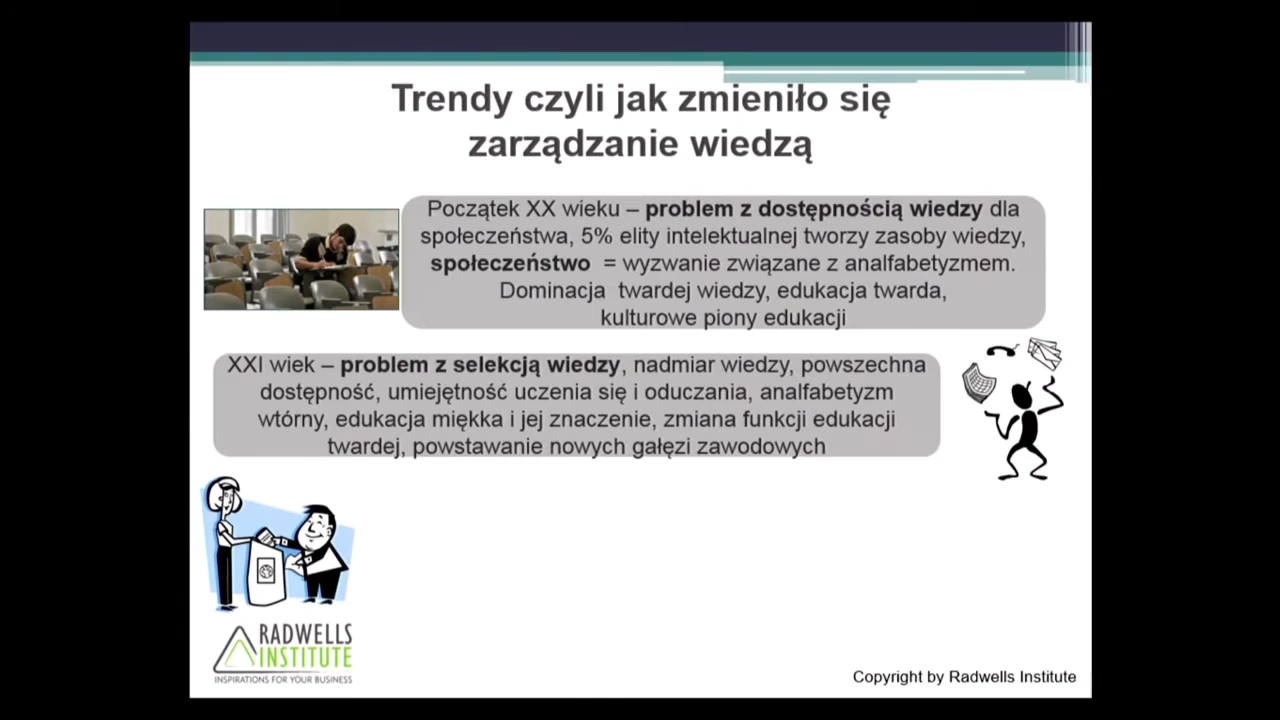 Trendy czyli jak zmieniło się
zarządzanie wiedzą
Początek XX wieku – problem z dostępnością wiedzy dla
społeczeństwa, 5% elity intelektualnej tworzy zasoby wiedzy,
społeczeństwo = wyzwanie związane z analfabetyzmem.
Dominacja twardej wiedzy, edukacja twarda,
kulturowe piony edukacji
XXI wiek – problem z selekcją wiedzy, nadmiar wiedzy, powszechna
dostępność, umiejętność uczenia się i oduczania, analfabetyzm
wtórny, edukacja miękka i jej znaczenie, zmiana funkcji edukacji
twardej, powstawanie nowych gałęzi zawodowych
RADWELLS
INSTITUTE
INSPIRATIONS FOR YOUR BUSINESS
Copyright by Radwells Institute